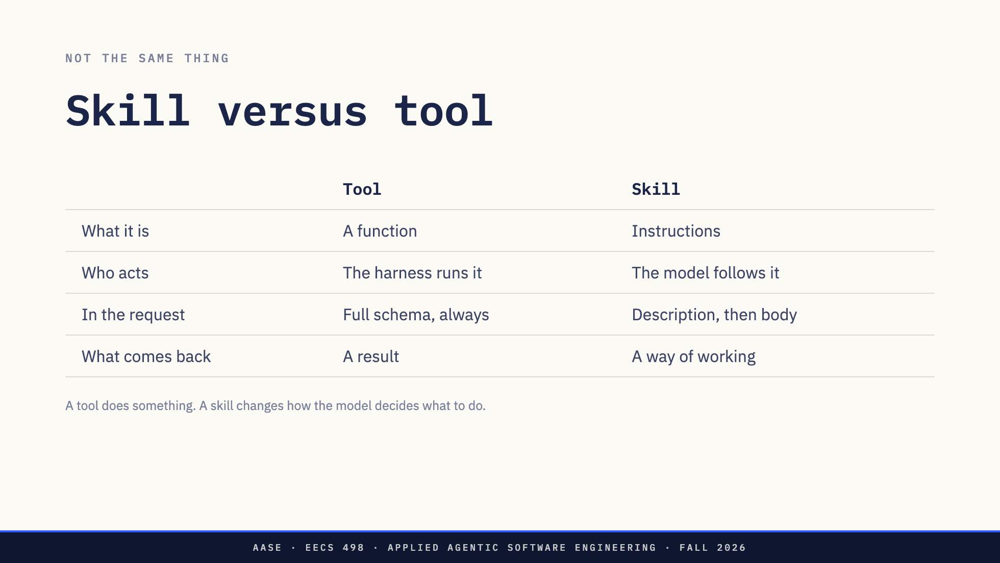 NOT THE SAME THING
Skill versus tool
Tool Skill
What it is A function Instructions
Who acts The harness runs it The model follows it
In the request Full schema, always Description, then body
What comes back A result A way of working
A tool does something. A skill changes how the model decides what to do.
AASE · EECS 498 · APPLIED AGENTIC SOFTWARE ENGINEERING · FALL 2026